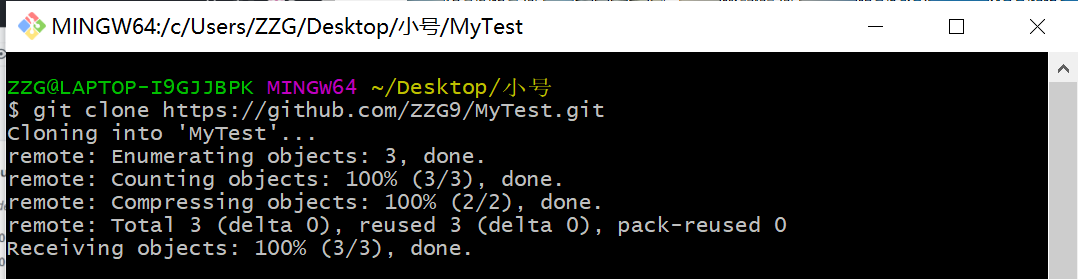 MINGW64:/c/Users/ZZG/Desktop/小号/MyTest
ZZG@LAPTOP-I9GJJBPK MINGW64 ~/Desktop/小号
$ git clone https://github.com/ZZG9/MyTest.git
Cloning into 'MyTest'...
remote: Enumerating objects: 3, done.
remote: Counting objects: 100% (3/3), done.
remote: Compressing objects: 100% (2/2), done.
remote: Total 3 (delta 0), reused 3 (delta 0), pack-reused 0
Receiving objects: 100% (3/3), done.